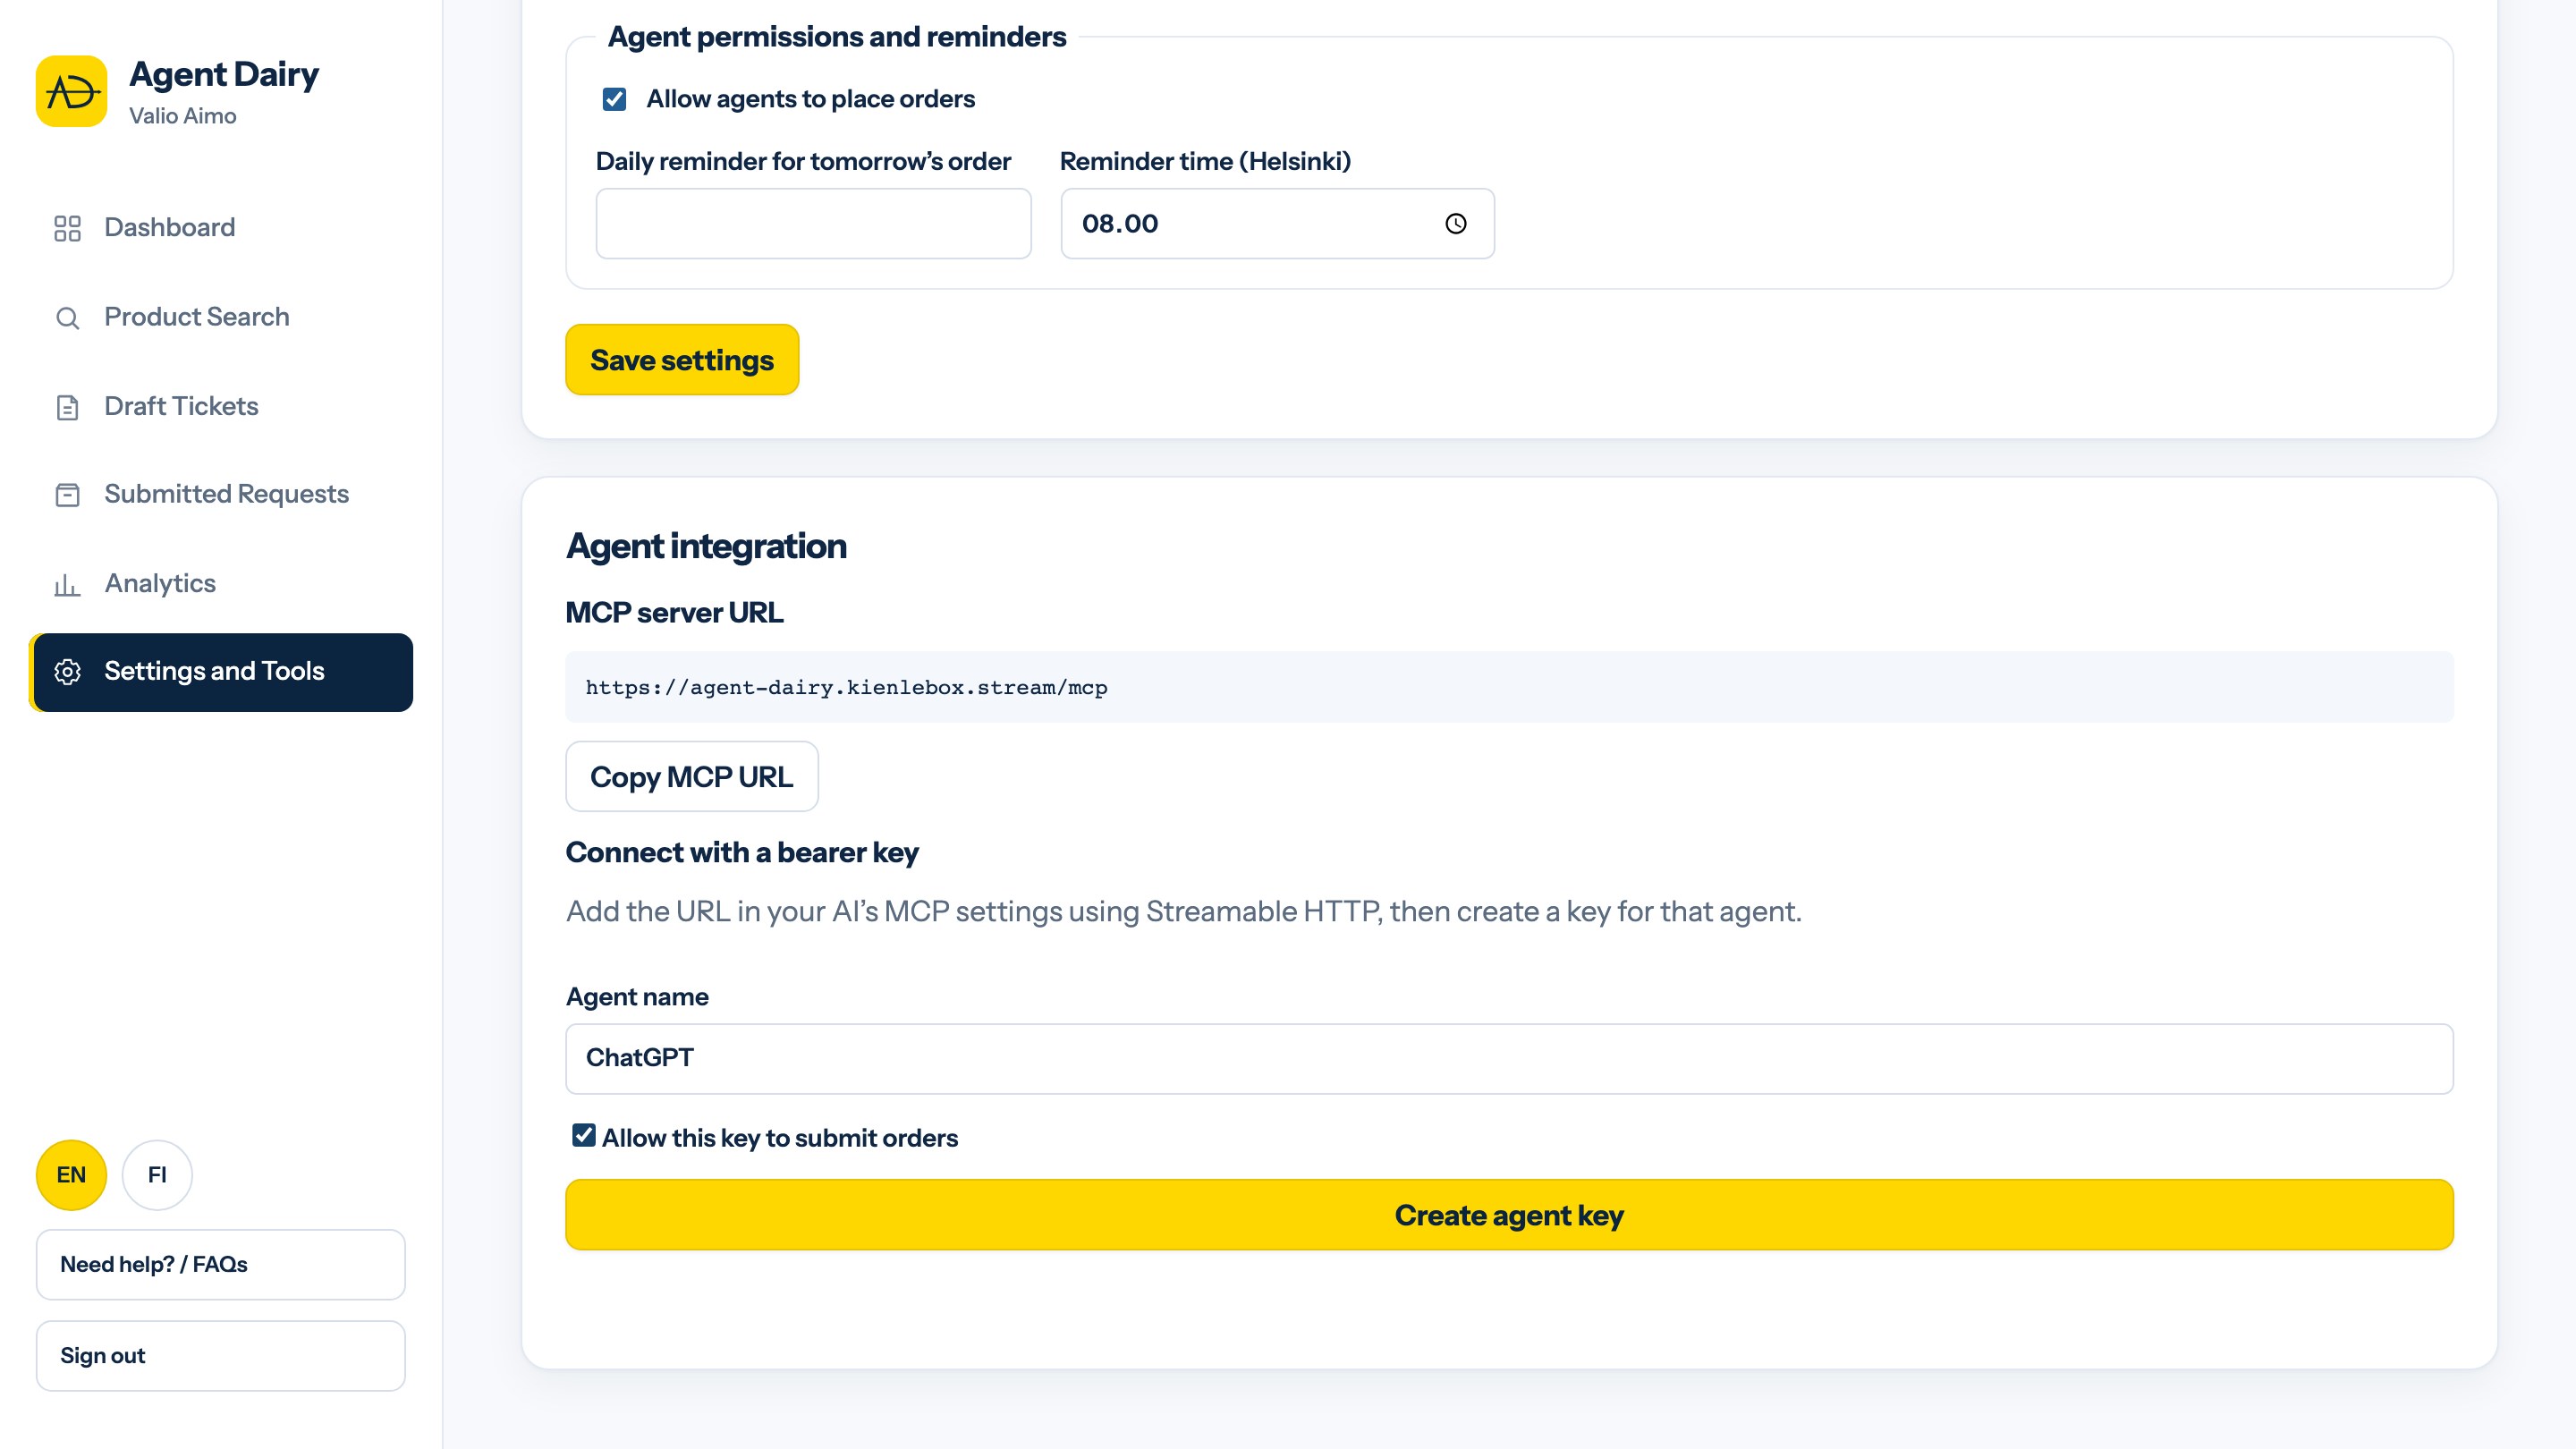 Agent Dairy
Valio Aimo
Dashboard
Product Search
Draft Tickets
Submitted Requests
Analytics
Settings and Tools
EN
FI
Need help? / FAQs
Sign out
Agent permissions and reminders
Allow agents to place orders
Daily reminder for tomorrow’s order
Reminder time (Helsinki)
08.00
Save settings
Agent integration
MCP server URL
https://agent-dairy.kienlebox.stream/mcp
Copy MCP URL
Connect with a bearer key
Add the URL in your AI’s MCP settings using Streamable HTTP, then create a key for that agent.
Agent name
ChatGPT
Allow this key to submit orders
Create agent key